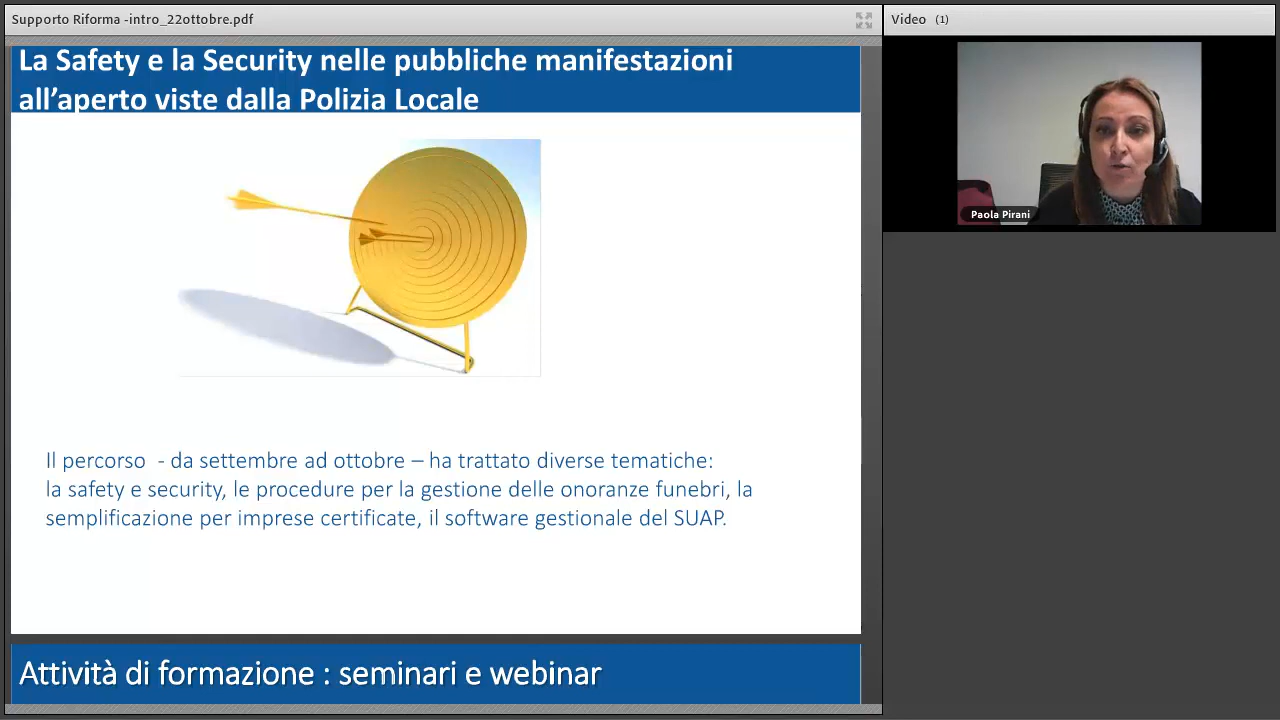 Supporto Riforma -intro_22ottobre.pdf
Video (1)
La Safety e la Security nelle pubbliche manifestazioni
all’aperto viste dalla Polizia Locale
Paola Pirani
Il percorso - da settembre ad ottobre – ha trattato diverse tematiche:
la safety e security, le procedure per la gestione delle onoranze funebri, la
semplificazione per imprese certificate, il software gestionale del SUAP.
Attività di formazione : seminari e webinar